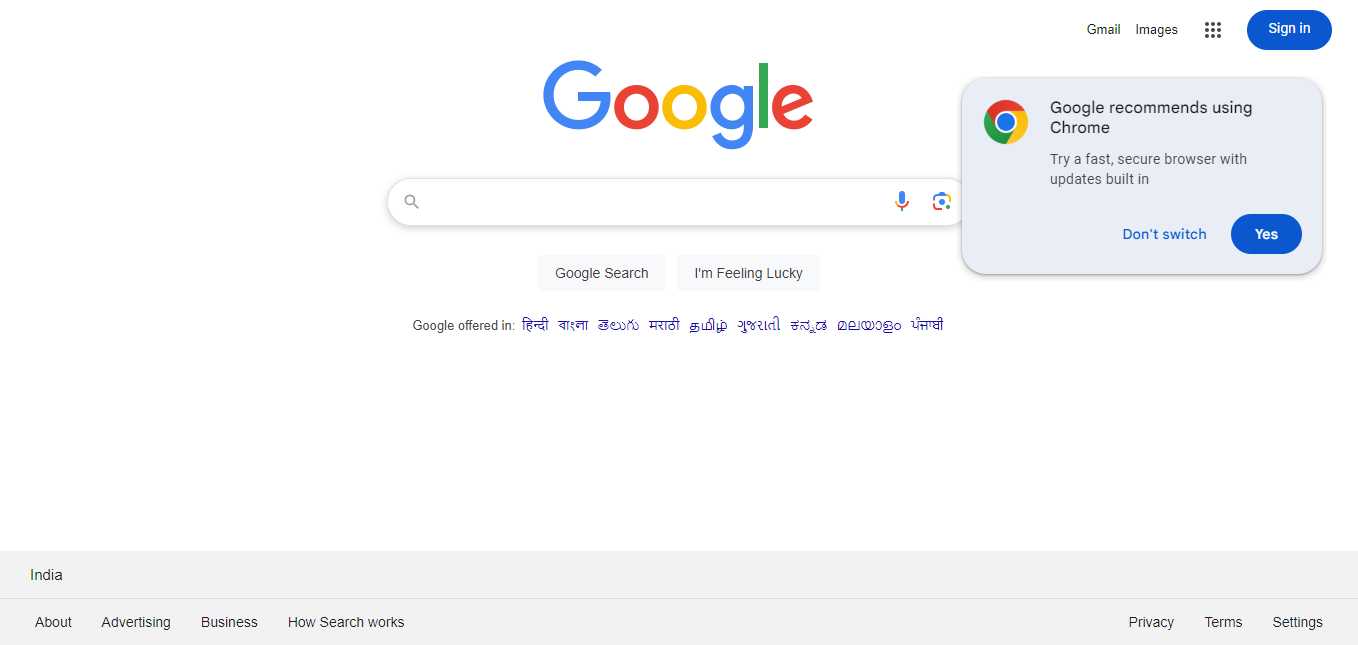 Gmail Images Sign in
Google
Google recommends using
Chrome
Try a fast, secure browser with
updates built in
Don't switch Yes
Google Search I'm Feeling Lucky
Google offered in: हिन्दी বাংলা తెలుగు मराठी தமிழ் ગુજરાતી ಕನ್ನಡ മലയാളം ਪੰਜਾਬੀ
India
About Advertising Business How Search works Privacy Terms Settings